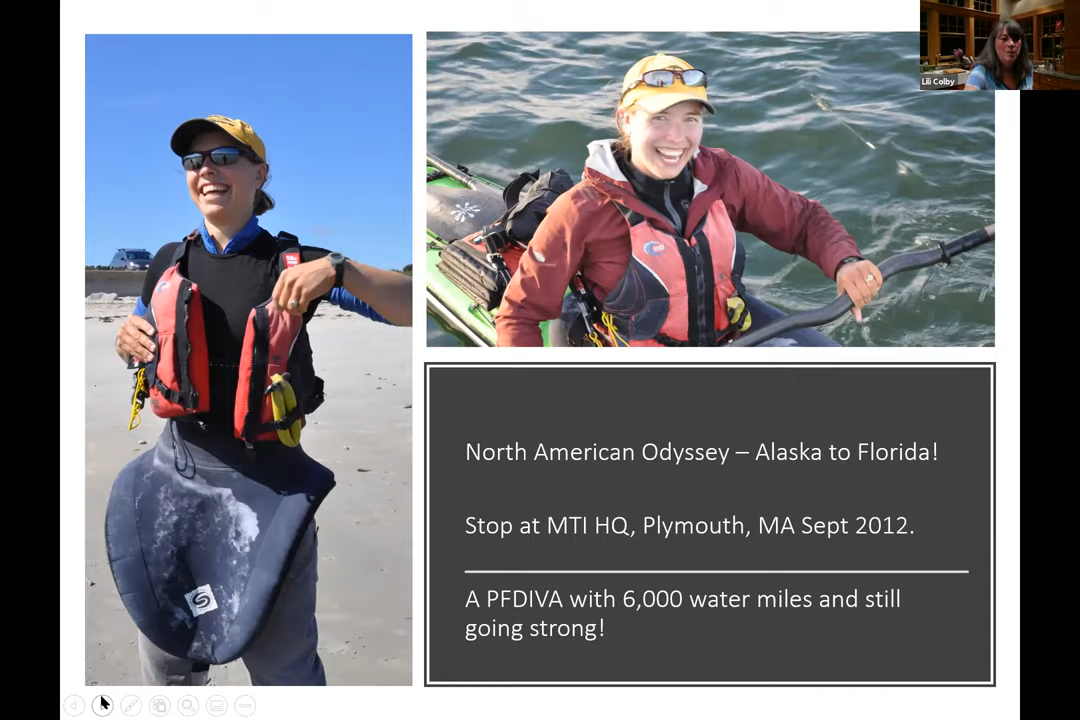 Lili Colby
North American Odyssey – Alaska to Florida!
Stop at MTI HQ, Plymouth, MA Sept 2012.
A PFDIVA with 6,000 water miles and still
going strong!